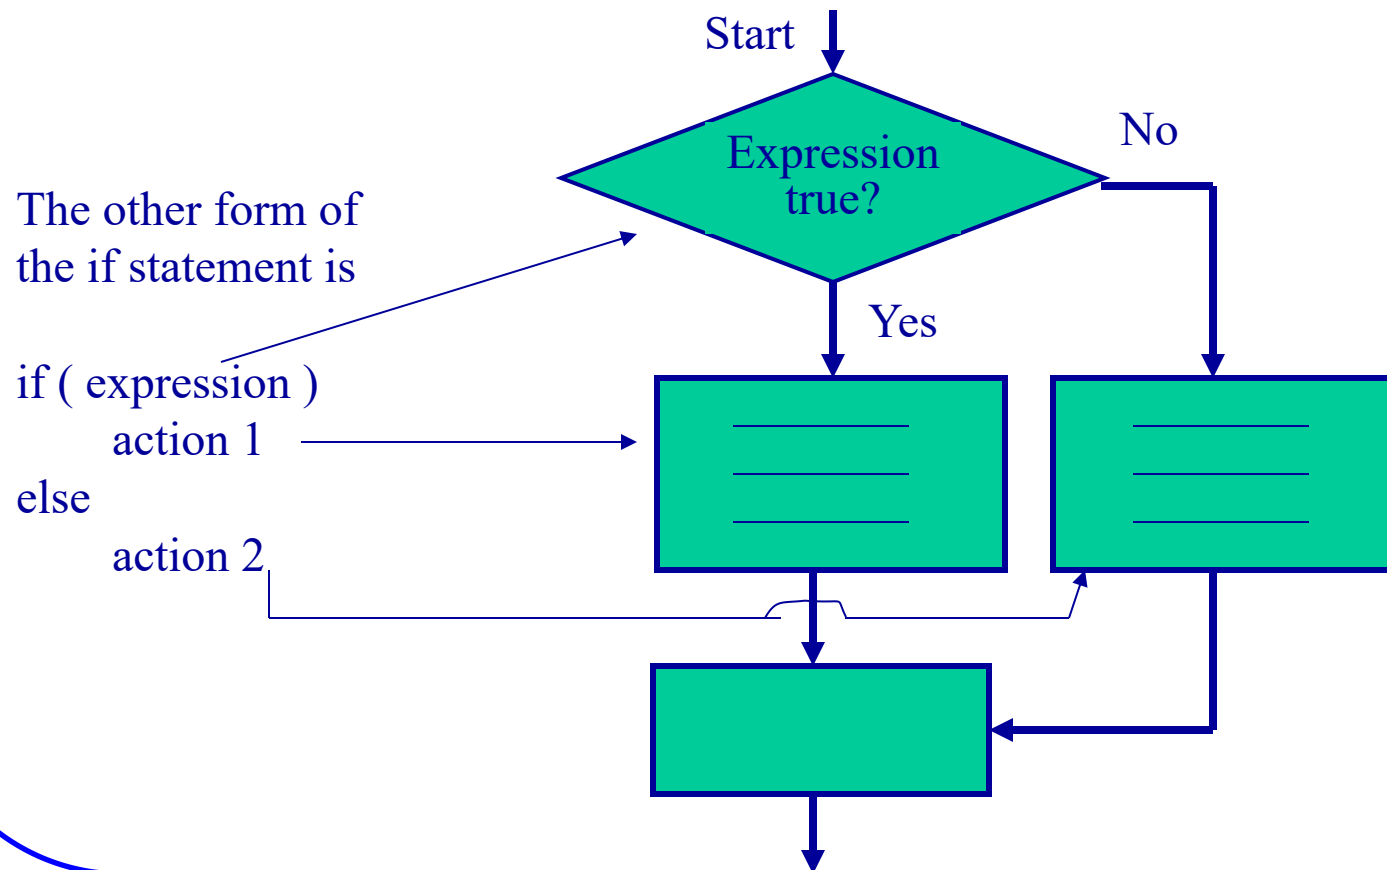 Start
Expression
true?
No
Yes
The other form of
the if statement is
if ( expression )
action 1
else
action 2